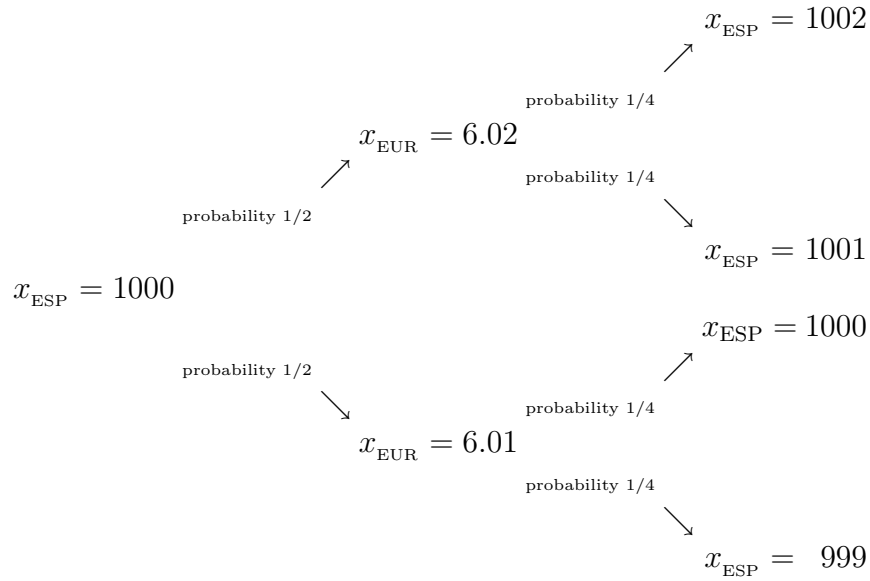 x_ESP = 1002
probability 1/4
x_EUR = 6.02
probability 1/4
probability 1/2
x_ESP = 1001
x_ESP = 1000
x_ESP = 1000
probability 1/2
probability 1/4
x_EUR = 6.01
probability 1/4
x_ESP = 999